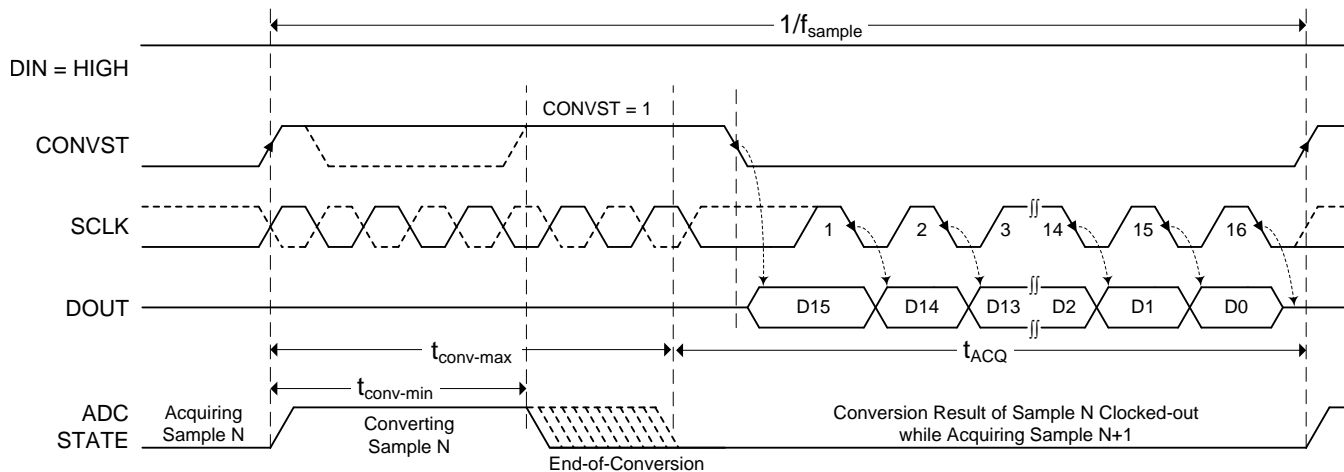 1/fsample
DIN = HIGH
CONVST = 1
CONVST
SCLK
1 2 3 14 15 16
DOUT
D15 D14 D13 D2 D1 D0
tconv-max
tACQ
tconv-min
ADC
STATE
Acquiring
Sample N
Converting
Sample N
End-of-Conversion
Conversion Result of Sample N Clocked-out
while Acquiring Sample N+1